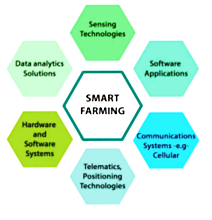 Sensing
Technologies
Data analytics
Solutions
Software
Applications
SMART
FARMING
Hardware
and
Software
Systems
Communications
Systems -e.g-
Cellular
Telematics,
Positioning
Technologies